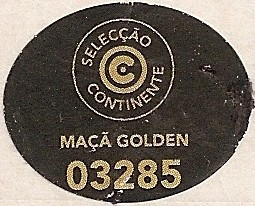 SELECÇÃO
C
CONTINENTE
MAÇÃ GOLDEN
03285